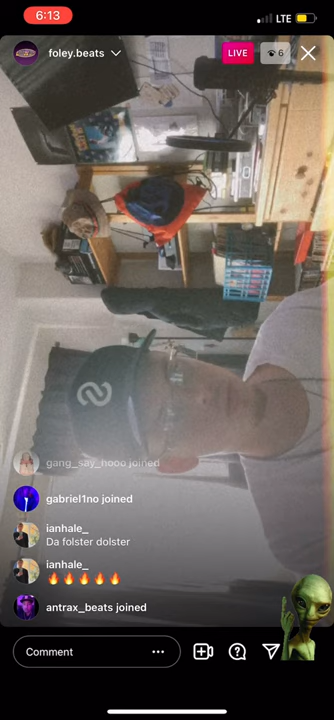 6:13
LTE
foley.beats
LIVE
6
gang_say_hooo joined
gabriel1no joined
ianhale_
Da folster dolster
ianhale_
🔥🔥🔥🔥🔥
antrax_beats joined
Comment